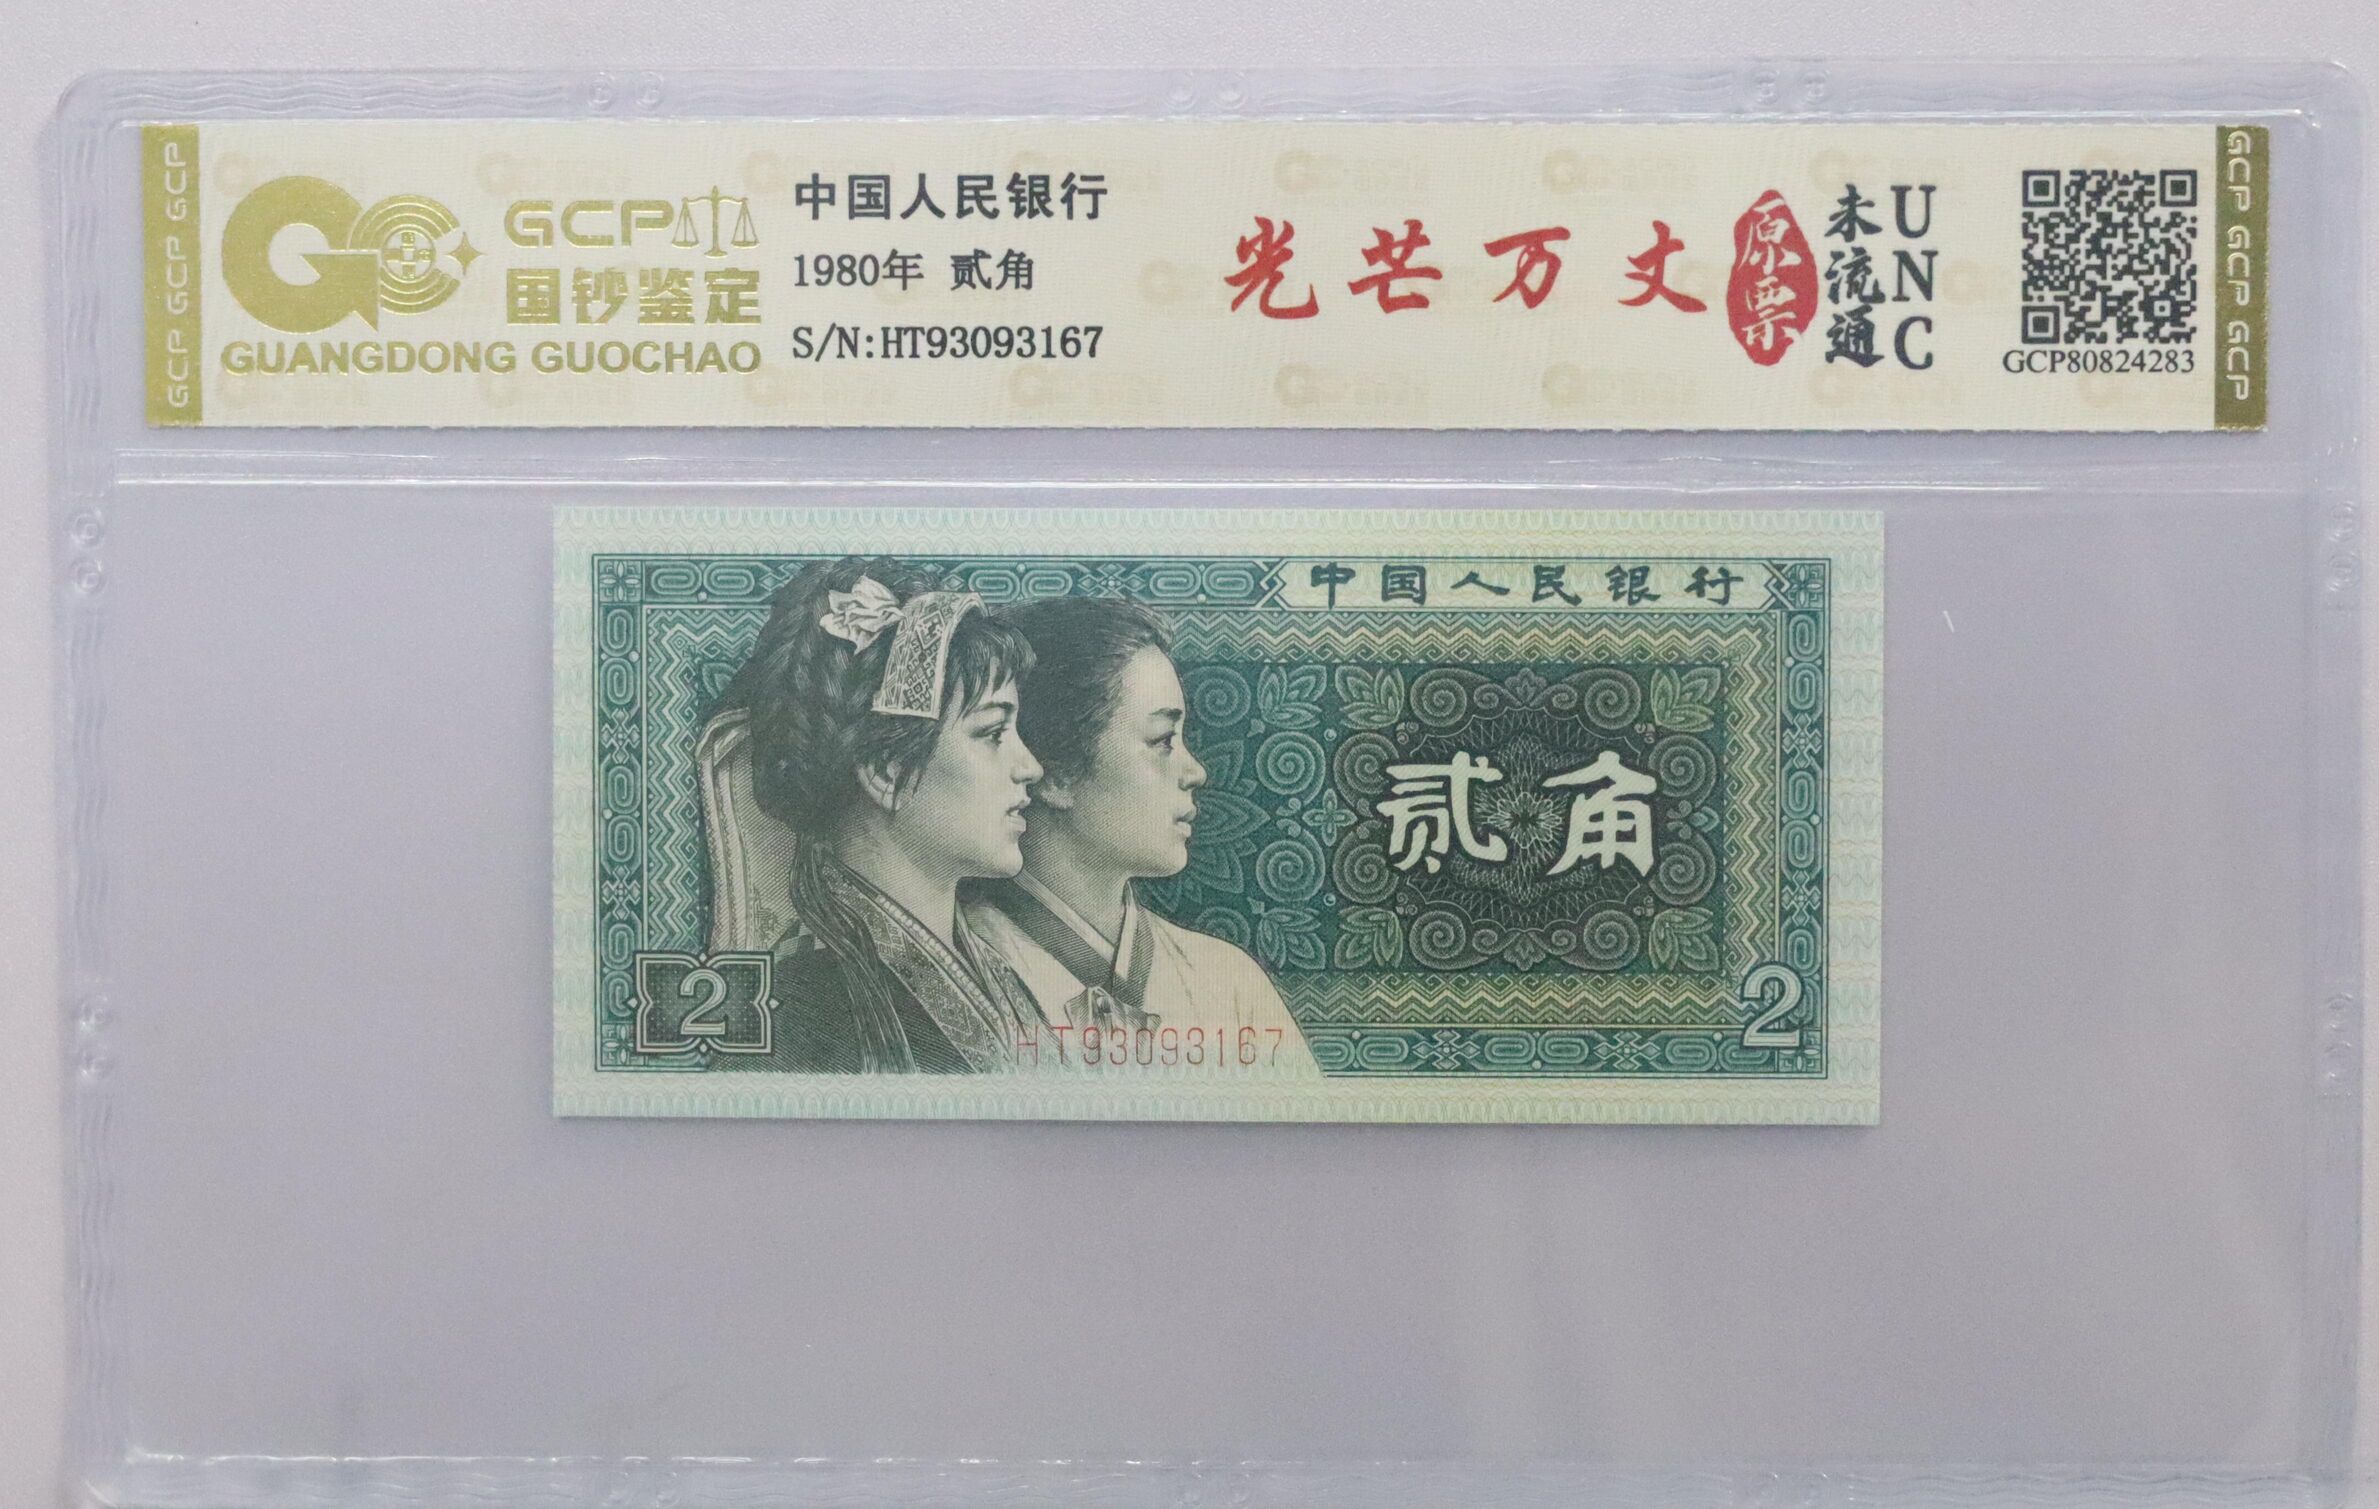 GCP GCP GCP
GCP
国钞鉴定
GUANGDONG GUOCHAO
中国人民银行
1980年 贰角
S/N:HT93093167
光芒万丈
原票
未流通
UNC
GCP80824283
GCP GCP GCP
中国人民银行
贰角
2
2
HT93093167